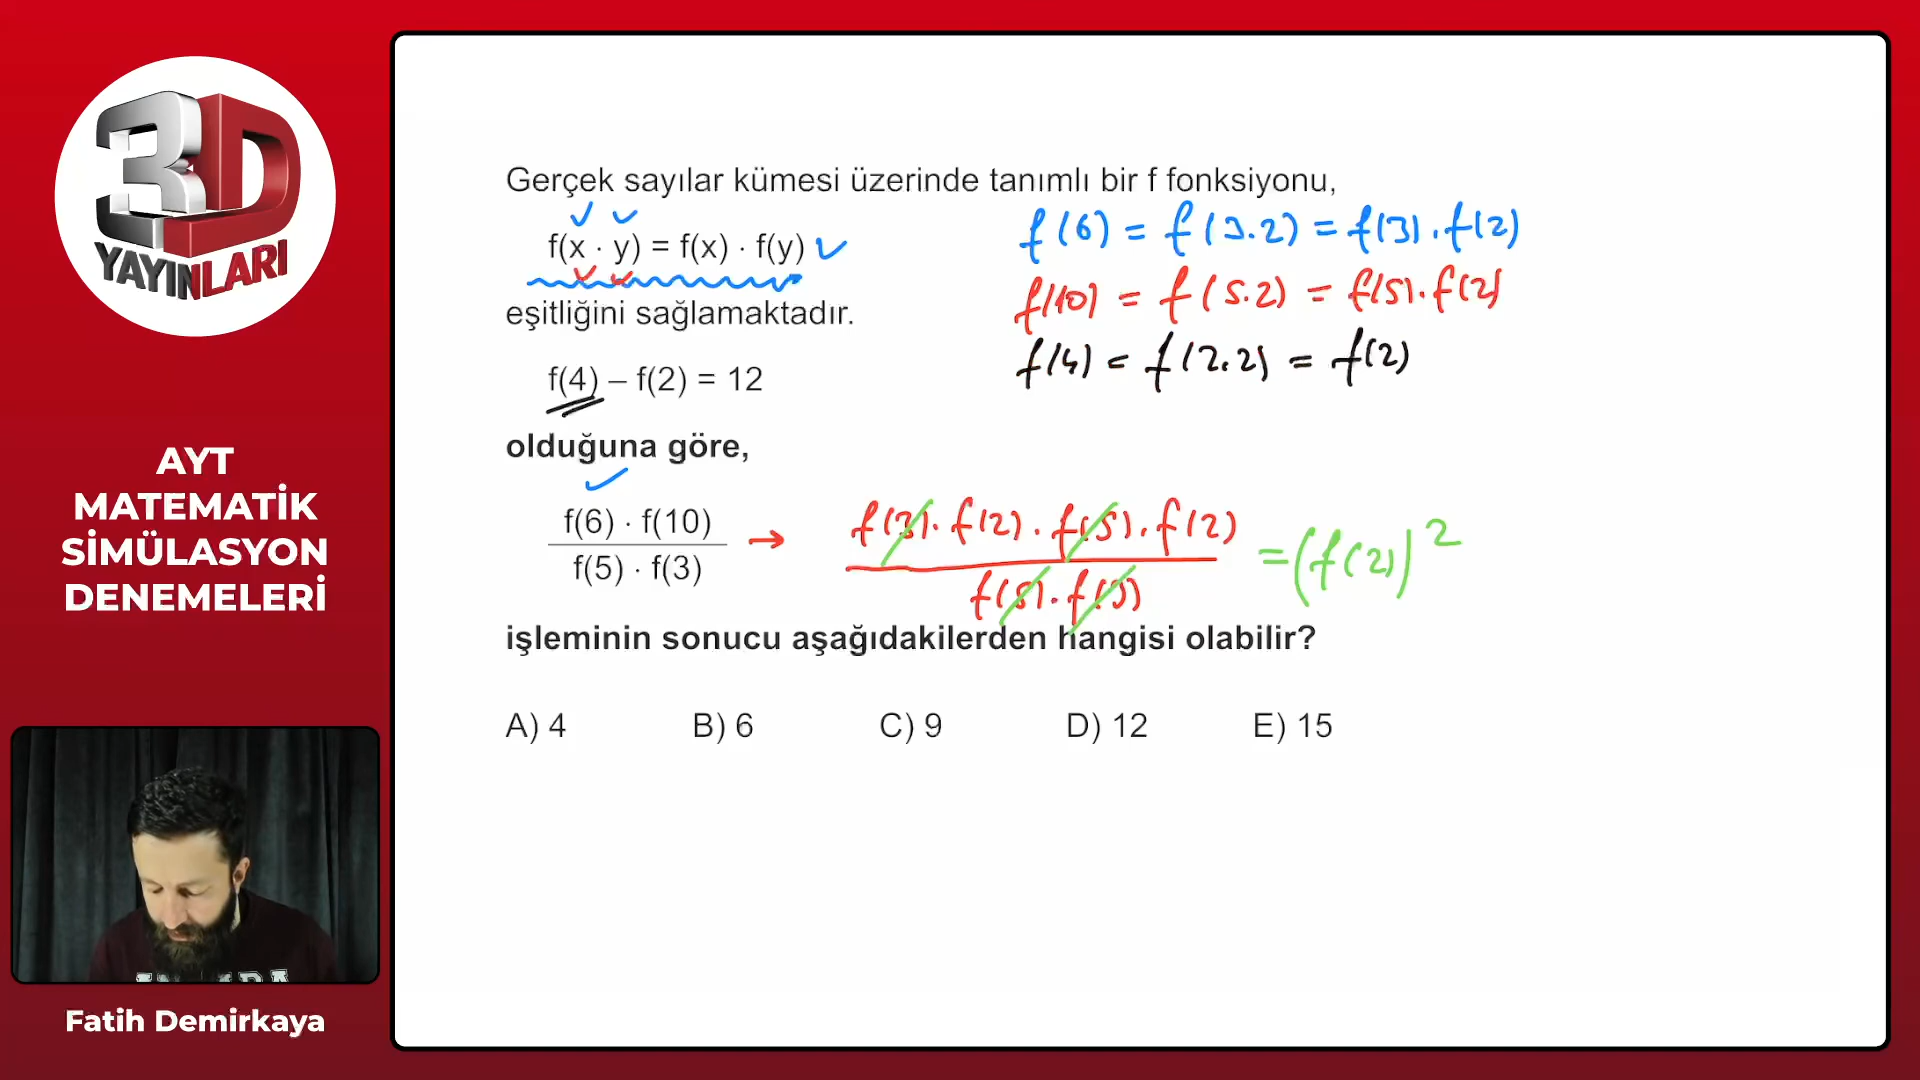 3D
YAYINLARI
AYT
MATEMATİK
SİMÜLASYON
DENEMELERİ
Fatih Demirkaya
Gerçek sayılar kümesi üzerinde tanımlı bir f fonksiyonu,
f(x · y) = f(x) · f(y)
eşitliğini sağlamaktadır.
f(4) – f(2) = 12
olduğuna göre,
f(6) · f(10)
f(5) · f(3)
işleminin sonucu aşağıdakilerden hangisi olabilir?
A) 4 B) 6 C) 9 D) 12 E) 15
f(6) = f(3.2) = f(3).f(2)
f(10) = f(5.2) = f(5).f(2)
f(4) = f(2.2) = f(2)
→ f(3).f(2).f(5).f(2)
f(5).f(3)
=(f(2))²